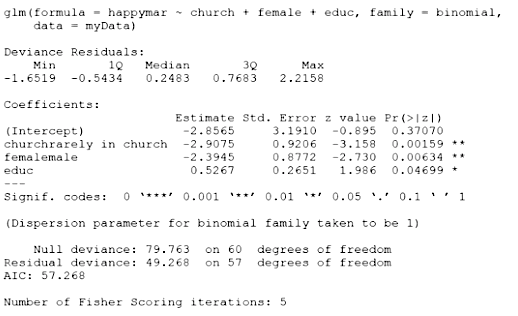 glm(formula = happymar ~ church + female + educ, family = binomial,
    data = myData)

Deviance Residuals:
    Min       1Q   Median       3Q      Max
-1.6519  -0.5434   0.2483   0.7683   2.2158

Coefficients:
                       Estimate Std. Error z value Pr(>|z|)
(Intercept)             -2.8565     3.1910  -0.895  0.37070
churchrarely in church  -2.9075     0.9206  -3.158  0.00159 **
femalemale              -2.3945     0.8772  -2.730  0.00634 **
educ                     0.5267     0.2651   1.986  0.04699 *
---
Signif. codes:  0 ‘***’ 0.001 ‘**’ 0.01 ‘*’ 0.05 ‘.’ 0.1 ‘ ’ 1

(Dispersion parameter for binomial family taken to be 1)

    Null deviance: 79.763  on 60  degrees of freedom
Residual deviance: 49.268  on 57  degrees of freedom
AIC: 57.268

Number of Fisher Scoring iterations: 5